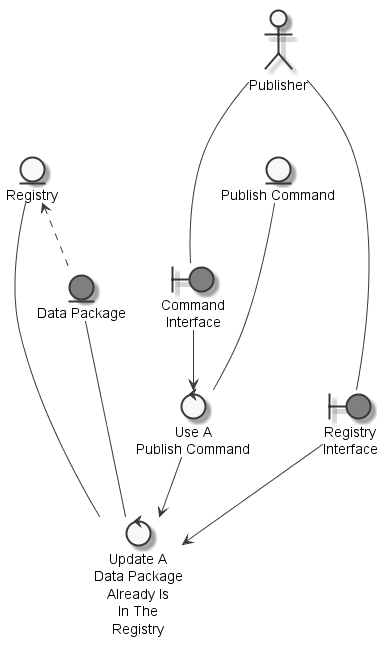 Publisher
Registry
Publish Command
Data Package
Command
Interface
Use A
Publish Command
Registry
Interface
Update A
Data Package
Already Is
In The
Registry